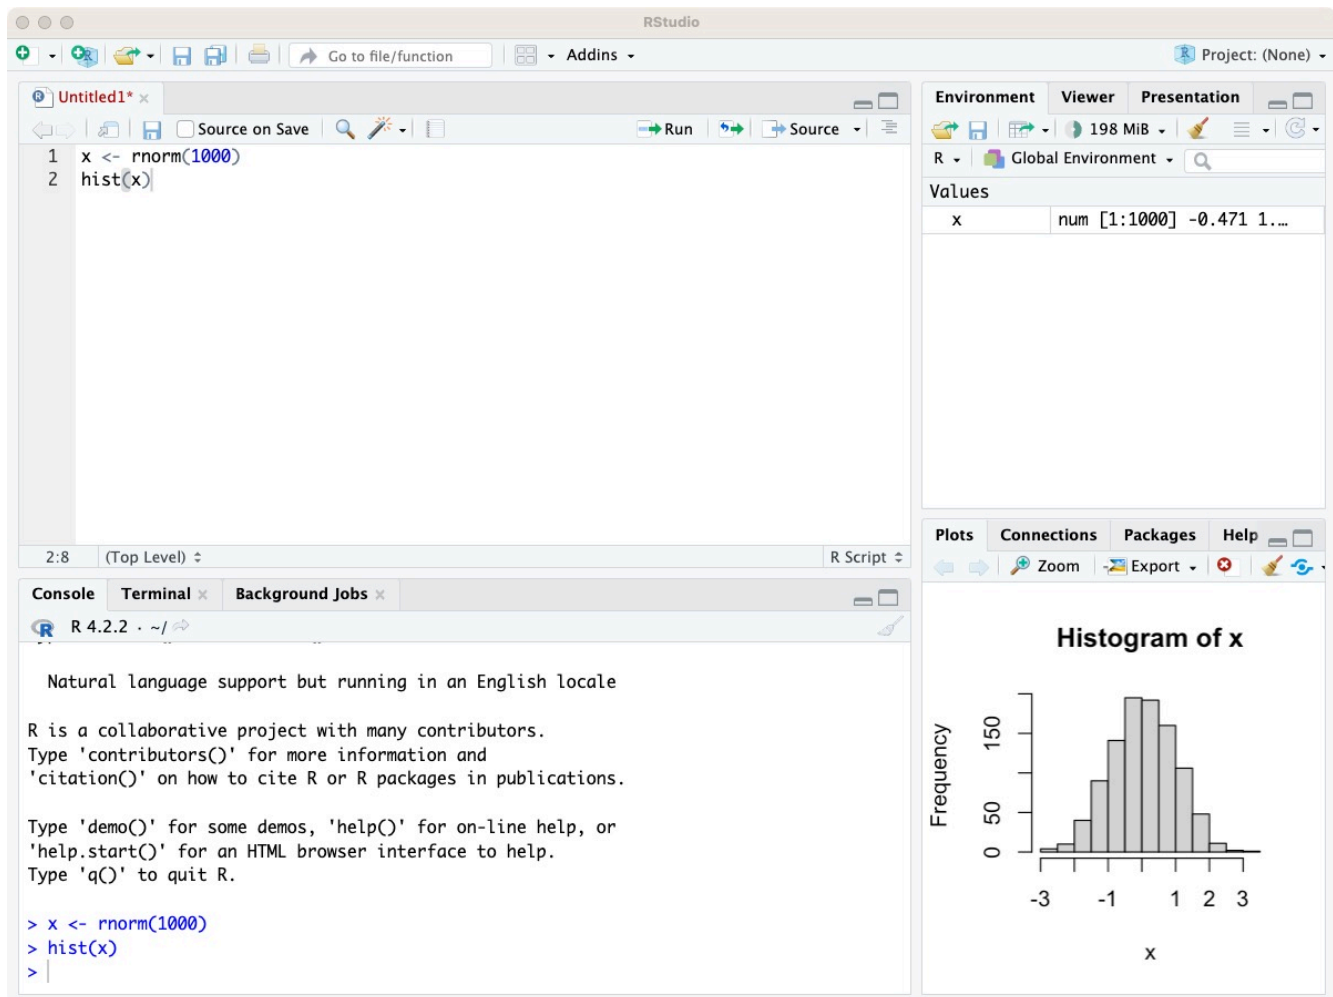 RStudio
Go to file/function Addins Project: (None)
Untitled1*
Source on Save Run Source
1 x <- rnorm(1000)
2 hist(x)
2:8 (Top Level) R Script
Console Terminal Background Jobs
R 4.2.2 · ~/
Natural language support but running in an English locale
R is a collaborative project with many contributors.
Type 'contributors()' for more information and
'citation()' on how to cite R or R packages in publications.
Type 'demo()' for some demos, 'help()' for on-line help, or
'help.start()' for an HTML browser interface to help.
Type 'q()' to quit R.
> x <- rnorm(1000)
> hist(x)
>
Environment Viewer Presentation
198 MiB
R Global Environment
Values
x num [1:1000] -0.471 1.…
Plots Connections Packages Help
Zoom Export
Histogram of x
Frequency
150
50
0
-3 -1 1 2 3
x